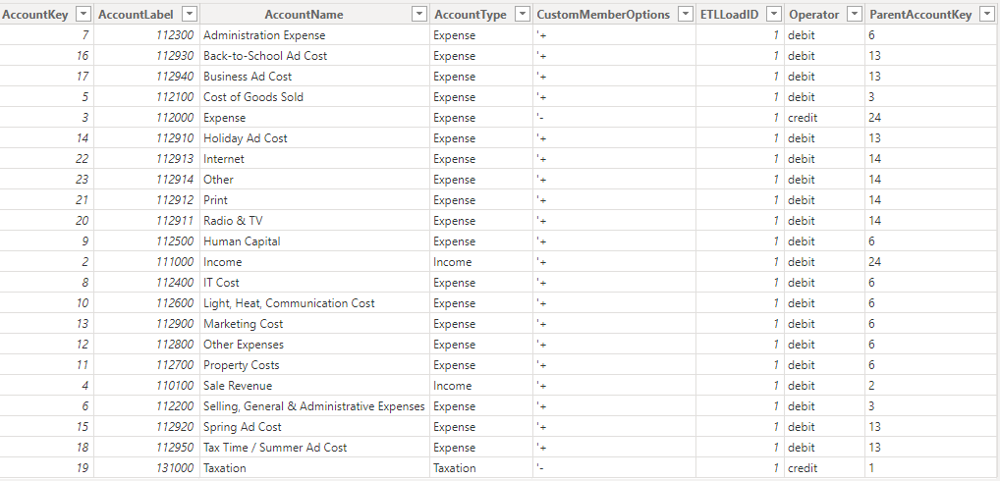 AccountKey AccountLabel AccountName AccountType CustomMemberOptions ETLLoadID Operator ParentAccountKey
7 112300 Administration Expense Expense '+ 1 debit 6
16 112930 Back-to-School Ad Cost Expense '+ 1 debit 13
17 112940 Business Ad Cost Expense '+ 1 debit 13
5 112100 Cost of Goods Sold Expense '+ 1 debit 3
3 112000 Expense Expense '- 1 credit 24
14 112910 Holiday Ad Cost Expense '+ 1 debit 13
22 112913 Internet Expense '+ 1 debit 14
23 112914 Other Expense '+ 1 debit 14
21 112912 Print Expense '+ 1 debit 14
20 112911 Radio & TV Expense '+ 1 debit 14
9 112500 Human Capital Expense '+ 1 debit 6
2 111000 Income Income '+ 1 debit 24
8 112400 IT Cost Expense '+ 1 debit 6
10 112600 Light, Heat, Communication Cost Expense '+ 1 debit 6
13 112900 Marketing Cost Expense '+ 1 debit 6
12 112800 Other Expenses Expense '+ 1 debit 6
11 112700 Property Costs Expense '+ 1 debit 6
4 110100 Sale Revenue Income '+ 1 debit 2
6 112200 Selling, General & Administrative Expenses Expense '+ 1 debit 3
15 112920 Spring Ad Cost Expense '+ 1 debit 13
18 112950 Tax Time / Summer Ad Cost Expense '+ 1 debit 13
19 131000 Taxation Taxation '- 1 credit 1